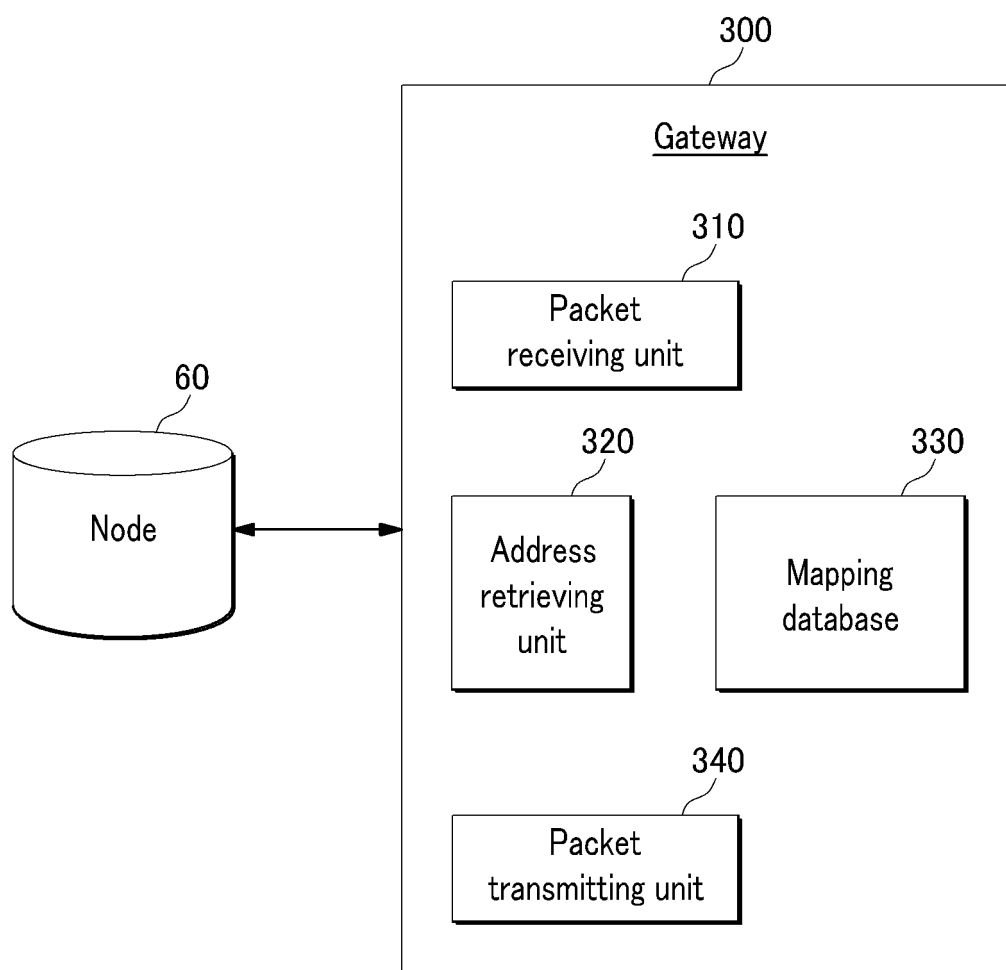 300
Gateway
310
Packet
receiving unit
60
Node
320
Address
retrieving
unit
330
Mapping
database
340
Packet
transmitting unit